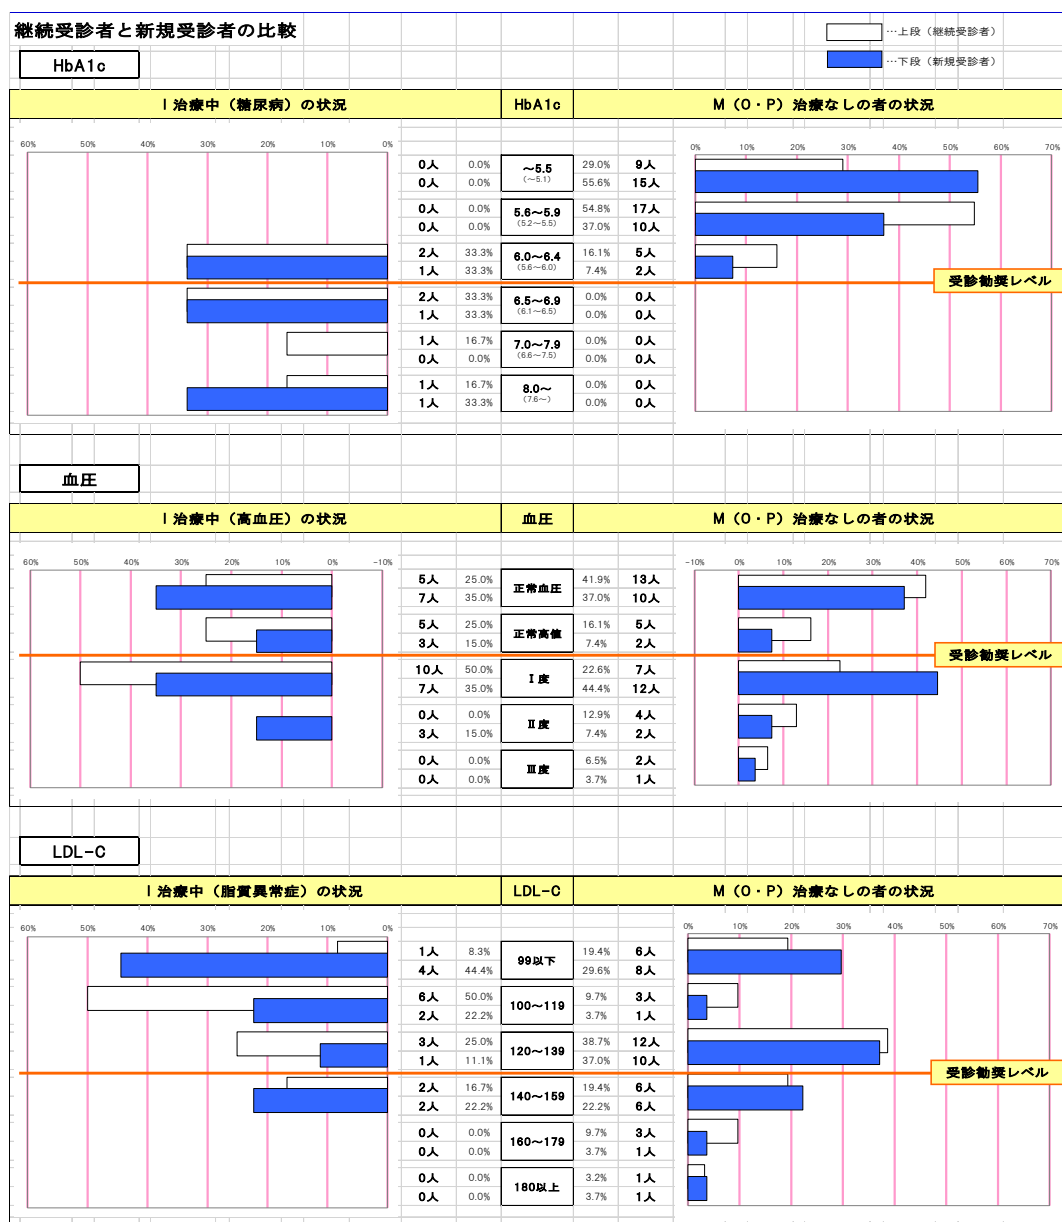 継続受診者と新規受診者の比較
…上段（継続受診者）
…下段（新規受診者）
HbA1c
Ⅰ治療中（糖尿病）の状況 HbA1c M（O・P）治療なしの者の状況
60% 50% 40% 30% 20% 10% 0% 0% 10% 20% 30% 40% 50% 60% 70%
0人 0.0% ～5.5 29.0% 9人
0人 0.0% （～5.1） 55.6% 15人
0人 0.0% 5.6～5.9 54.8% 17人
0人 0.0% （5.2～5.5） 37.0% 10人
2人 33.3% 6.0～6.4 16.1% 5人
1人 33.3% （5.6～6.0） 7.4% 2人
受診勧奨レベル
2人 33.3% 6.5～6.9 0.0% 0人
1人 33.3% （6.1～6.5） 0.0% 0人
1人 16.7% 7.0～7.9 0.0% 0人
0人 0.0% （6.6～7.5） 0.0% 0人
1人 16.7% 8.0～ 0.0% 0人
1人 33.3% （7.6～） 0.0% 0人
血圧
Ⅰ治療中（高血圧）の状況 血圧 M（O・P）治療なしの者の状況
60% 50% 40% 30% 20% 10% 0% -10% -10% 0% 10% 20% 30% 40% 50% 60% 70%
5人 25.0% 正常血圧 41.9% 13人
7人 35.0% 37.0% 10人
5人 25.0% 正常高値 16.1% 5人
3人 15.0% 7.4% 2人
受診勧奨レベル
10人 50.0% Ⅰ度 22.6% 7人
7人 35.0% 44.4% 12人
0人 0.0% Ⅱ度 12.9% 4人
3人 15.0% 7.4% 2人
0人 0.0% Ⅲ度 6.5% 2人
0人 0.0% 3.7% 1人
LDL-C
Ⅰ治療中（脂質異常症）の状況 LDL-C M（O・P）治療なしの者の状況
60% 50% 40% 30% 20% 10% 0% 0% 10% 20% 30% 40% 50% 60% 70%
1人 8.3% 99以下 19.4% 6人
4人 44.4% 29.6% 8人
6人 50.0% 100～119 9.7% 3人
2人 22.2% 3.7% 1人
3人 25.0% 120～139 38.7% 12人
1人 11.1% 37.0% 10人
受診勧奨レベル
2人 16.7% 140～159 19.4% 6人
2人 22.2% 22.2% 6人
0人 0.0% 160～179 9.7% 3人
0人 0.0% 3.7% 1人
0人 0.0% 180以上 3.2% 1人
0人 0.0% 3.7% 1人